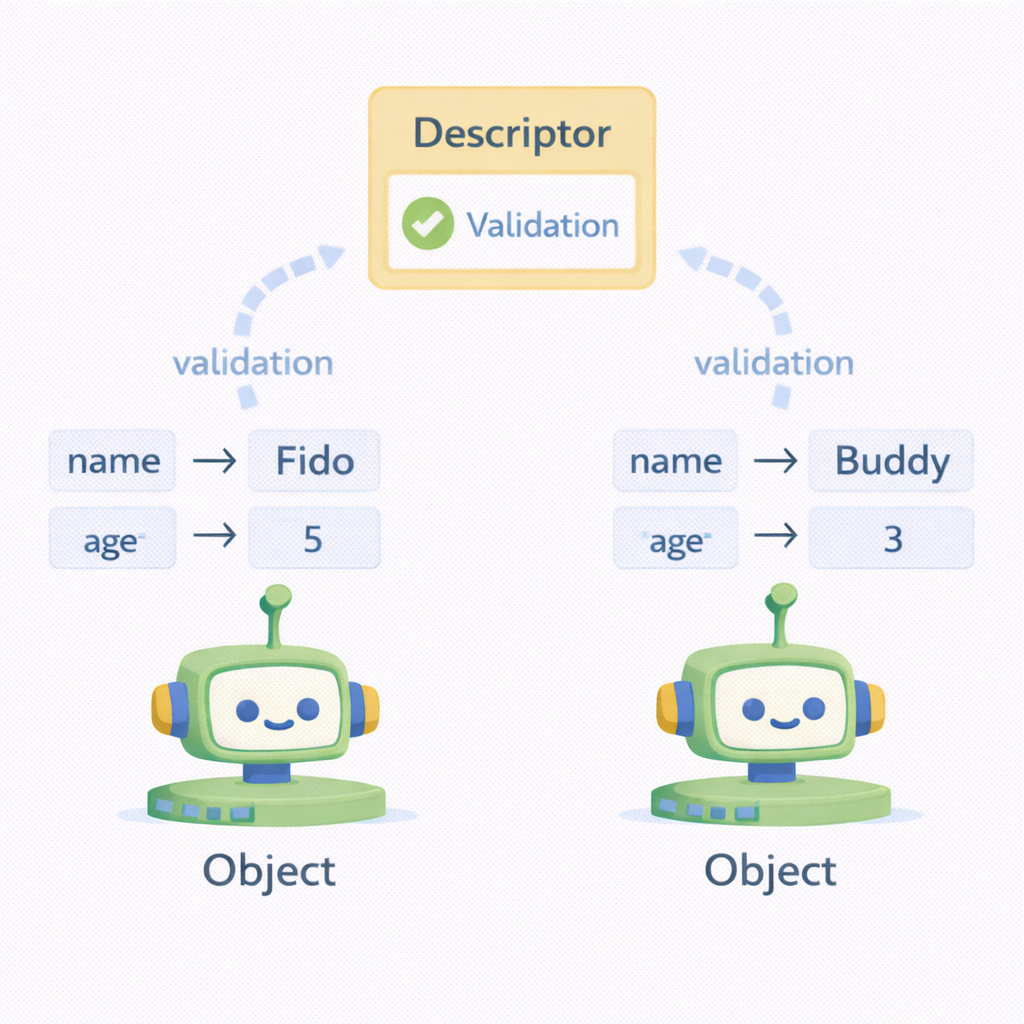 Descriptor
Validation
validation
validation
name → Fido
name → Buddy
age → 5
age → 3
Object
Object